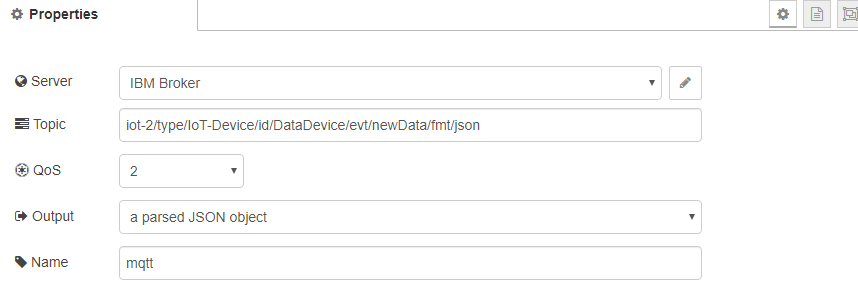 Properties
Server IBM Broker
Topic iot-2/type/IoT-Device/id/DataDevice/evt/newData/fmt/json
QoS 2
Output a parsed JSON object
Name mqtt